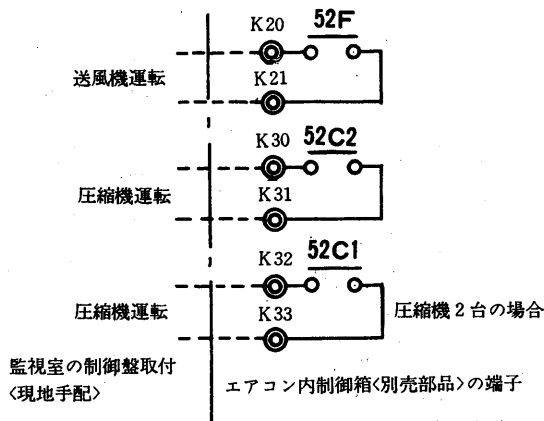 K20
52F
送風機運転
K21
K30
52C2
圧縮機運転
K31
K32
52C1
圧縮機運転
K33
圧縮機2台の場合
監視室の制御盤取付
<現地手配>
エアコン内制御箱<別売部品>の端子